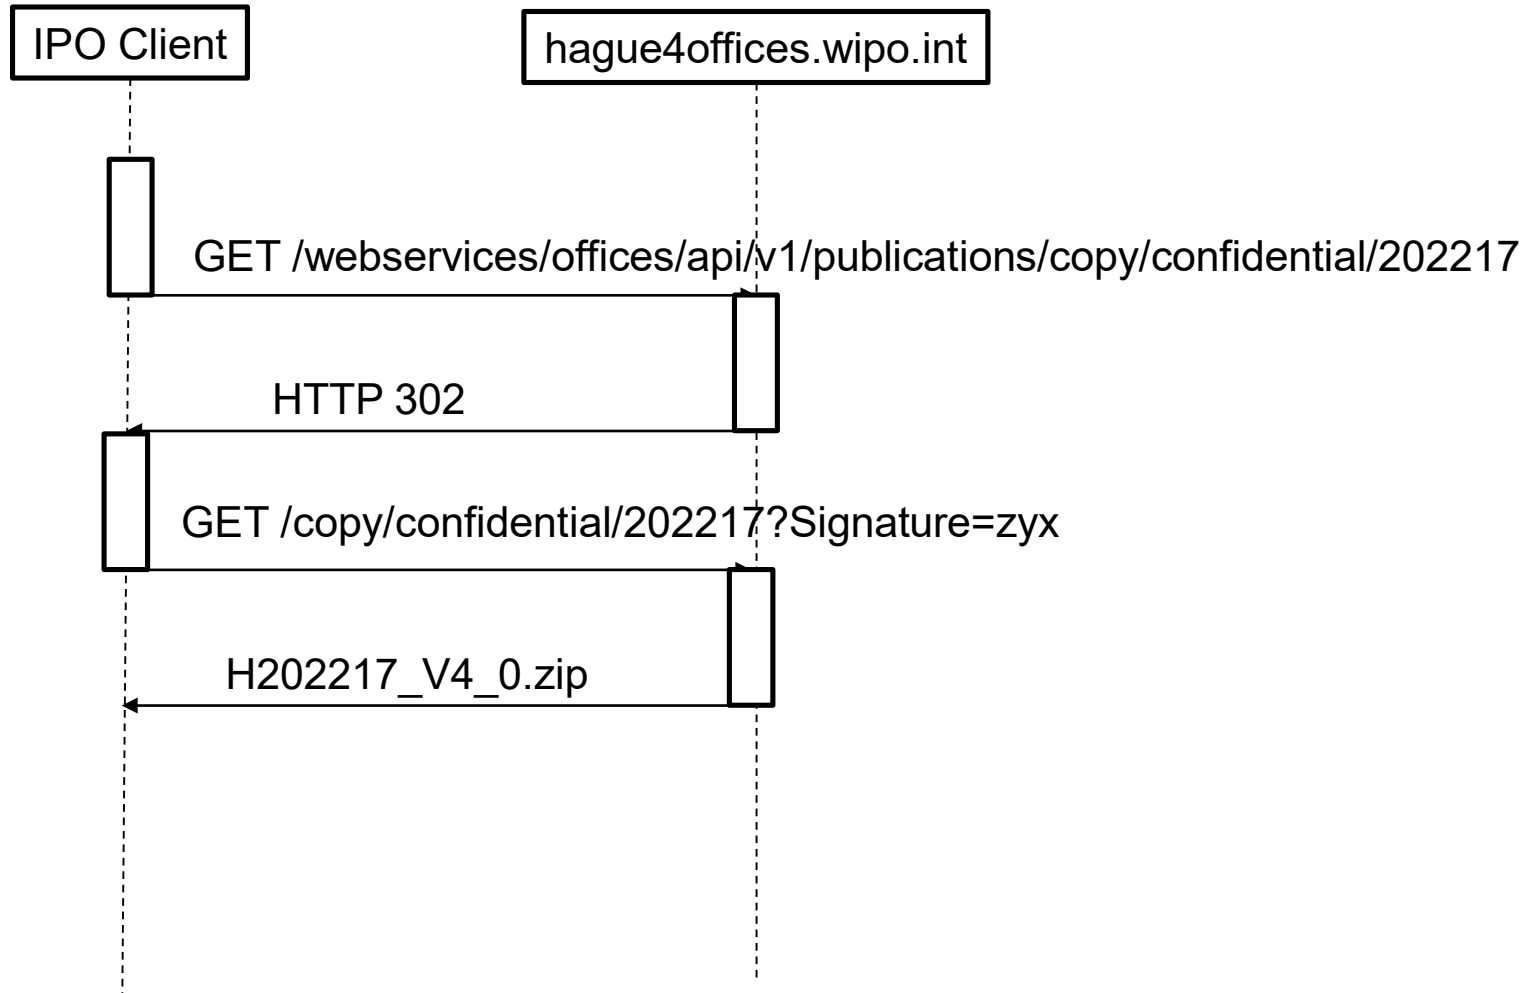 IPO Client
hague4offices.wipo.int
GET /webservices/offices/api/v1/publications/copy/confidential/202217
HTTP 302
GET /copy/confidential/202217?Signature=zyx
H202217_V4_0.zip